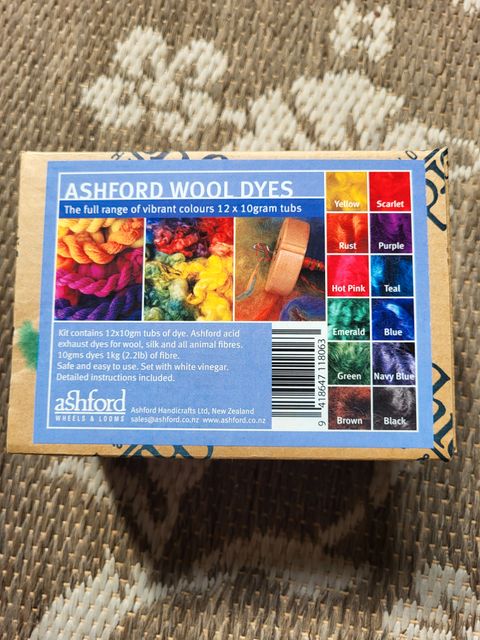 ASHFORD WOOL DYES
The full range of vibrant colours 12 x 10gram tubs
Yellow
Scarlet
Rust
Purple
Hot Pink
Teal
Emerald
Blue
Green
Navy Blue
Brown
Black
Kit contains 12x10gm tubs of dye. Ashford acid
exhaust dyes for wool, silk and all animal fibres.
10gms dyes 1kg (2.2lb) of fibre.
Safe and easy to use. Set with white vinegar.
Detailed instructions included.
ashford
WHEELS & LOOMS
Ashford Handicrafts Ltd, New Zealand
sales@ashford.co.nz www.ashford.co.nz
9 418647 118063